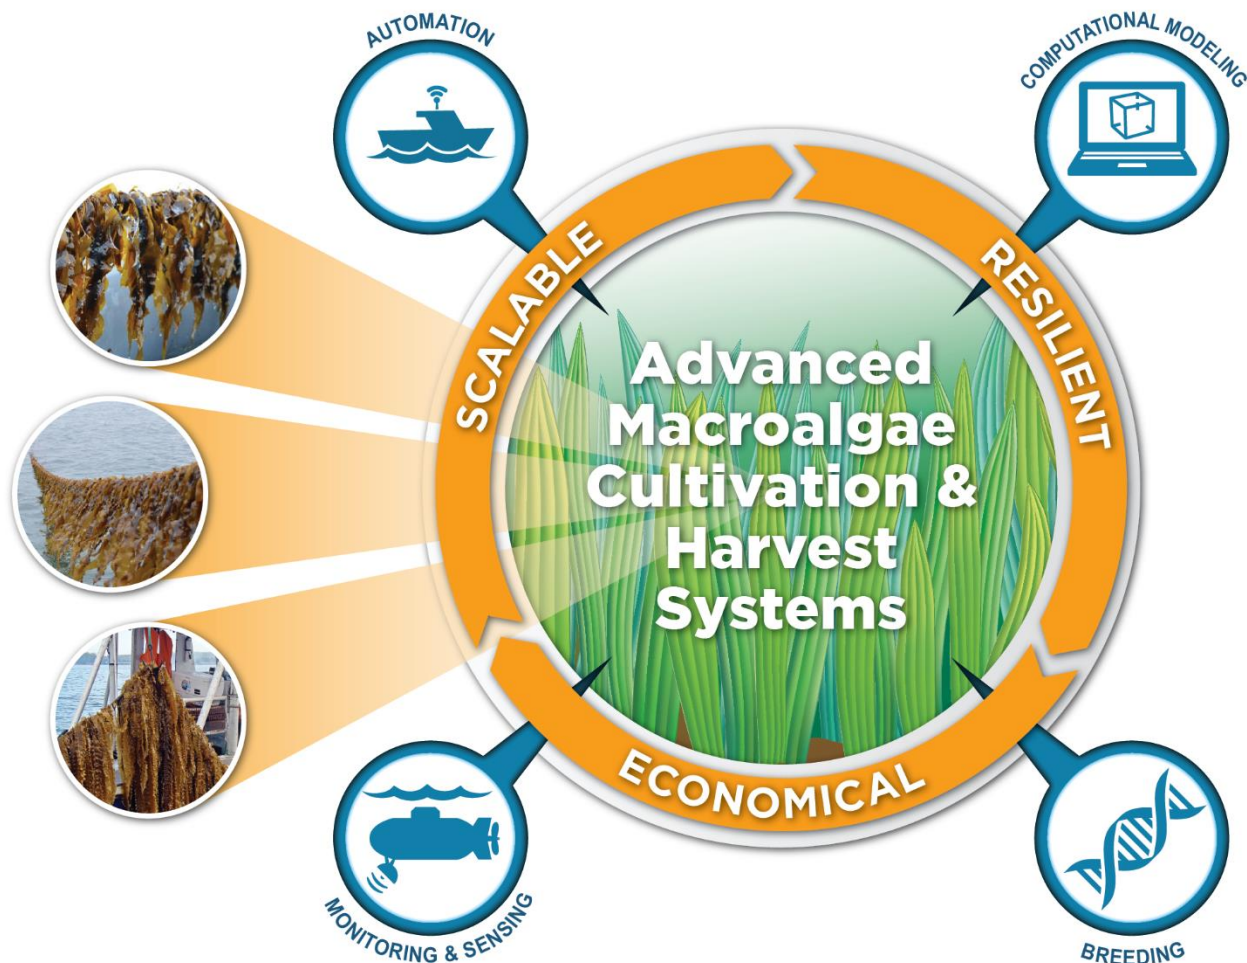 AUTOMATION
COMPUTATIONAL MODELING
SCALABLE
RESILIENT
Advanced
Macroalgae
Cultivation &
Harvest
Systems
ECONOMICAL
MONITORING & SENSING
BREEDING